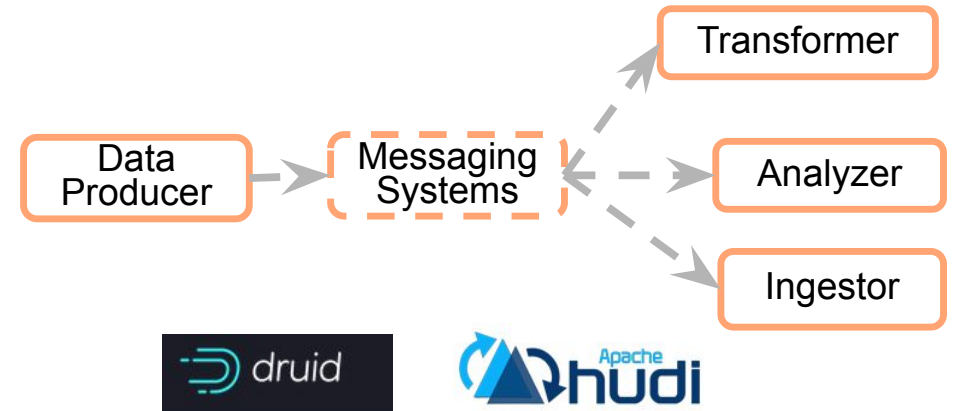 Transformer
Data
Producer
Messaging
Systems
Analyzer
Ingestor
druid
Apache
hudi